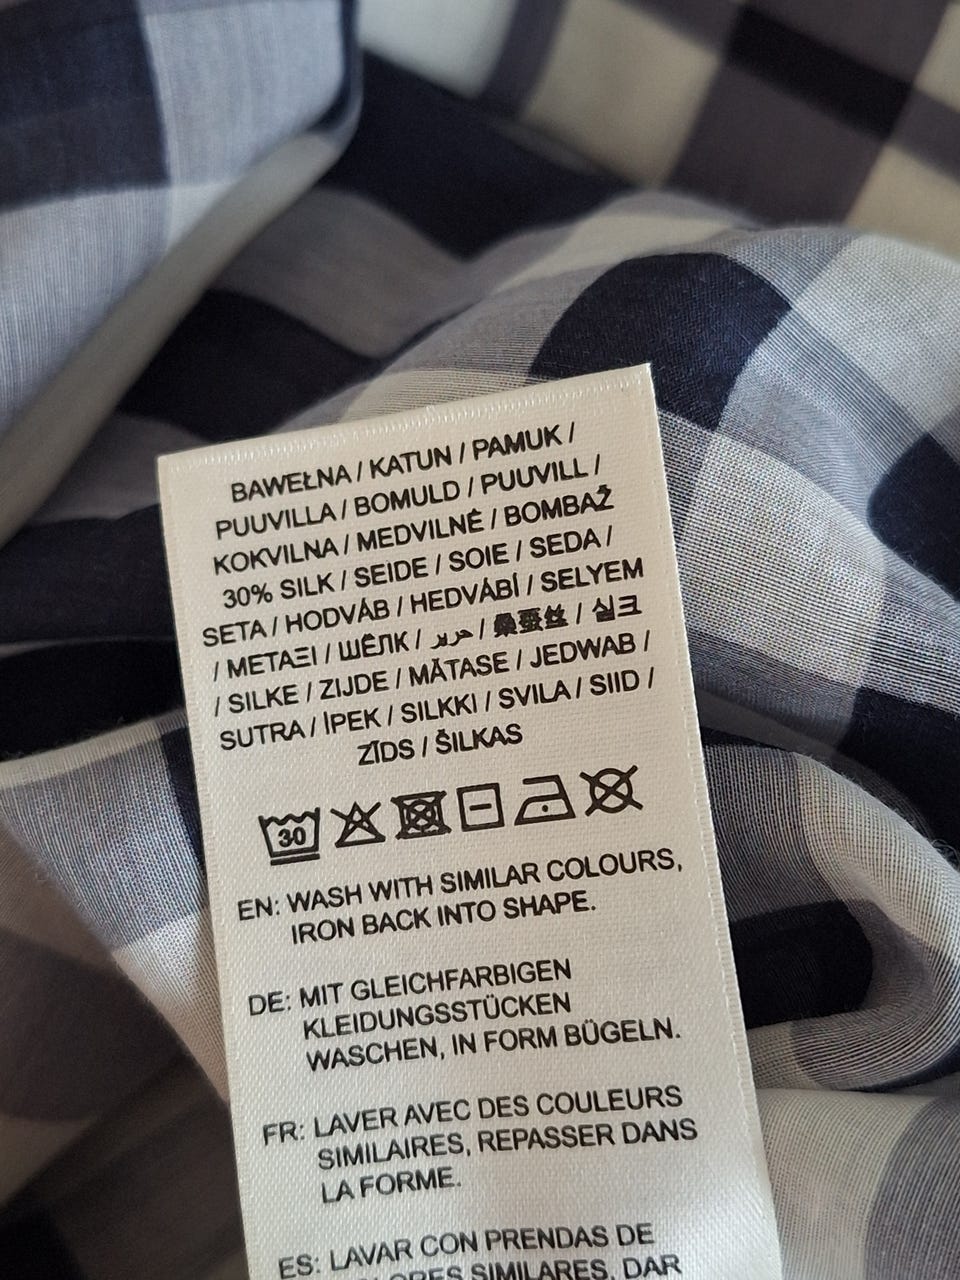 BAWEŁNA / KATUN / PAMUK /
PUUVILLA / BOMULD / PUUVILL /
KOKVILNA / MEDVILNĖ / BOMBAŽ
30% SILK / SEIDE / SOIE / SEDA /
SETA / HODVÁB / HEDVÁBÍ / SELYEM
/ ΜΕΤΑΞΙ / ШЁЛК / حرير / 桑蚕丝 / 실크
/ SILKE / ZIJDE / MĂTASE / JEDWAB /
SUTRA / İPEK / SILKKI / SVILA / SIID /
ZĪDS / ŠILKAS
30
EN: WASH WITH SIMILAR COLOURS,
IRON BACK INTO SHAPE.
DE: MIT GLEICHFARBIGEN
KLEIDUNGSSTÜCKEN
WASCHEN, IN FORM BÜGELN.
FR: LAVER AVEC DES COULEURS
SIMILAIRES, REPASSER DANS
LA FORME.
ES: LAVAR CON PRENDAS DE
COLORES SIMILARES, DAR